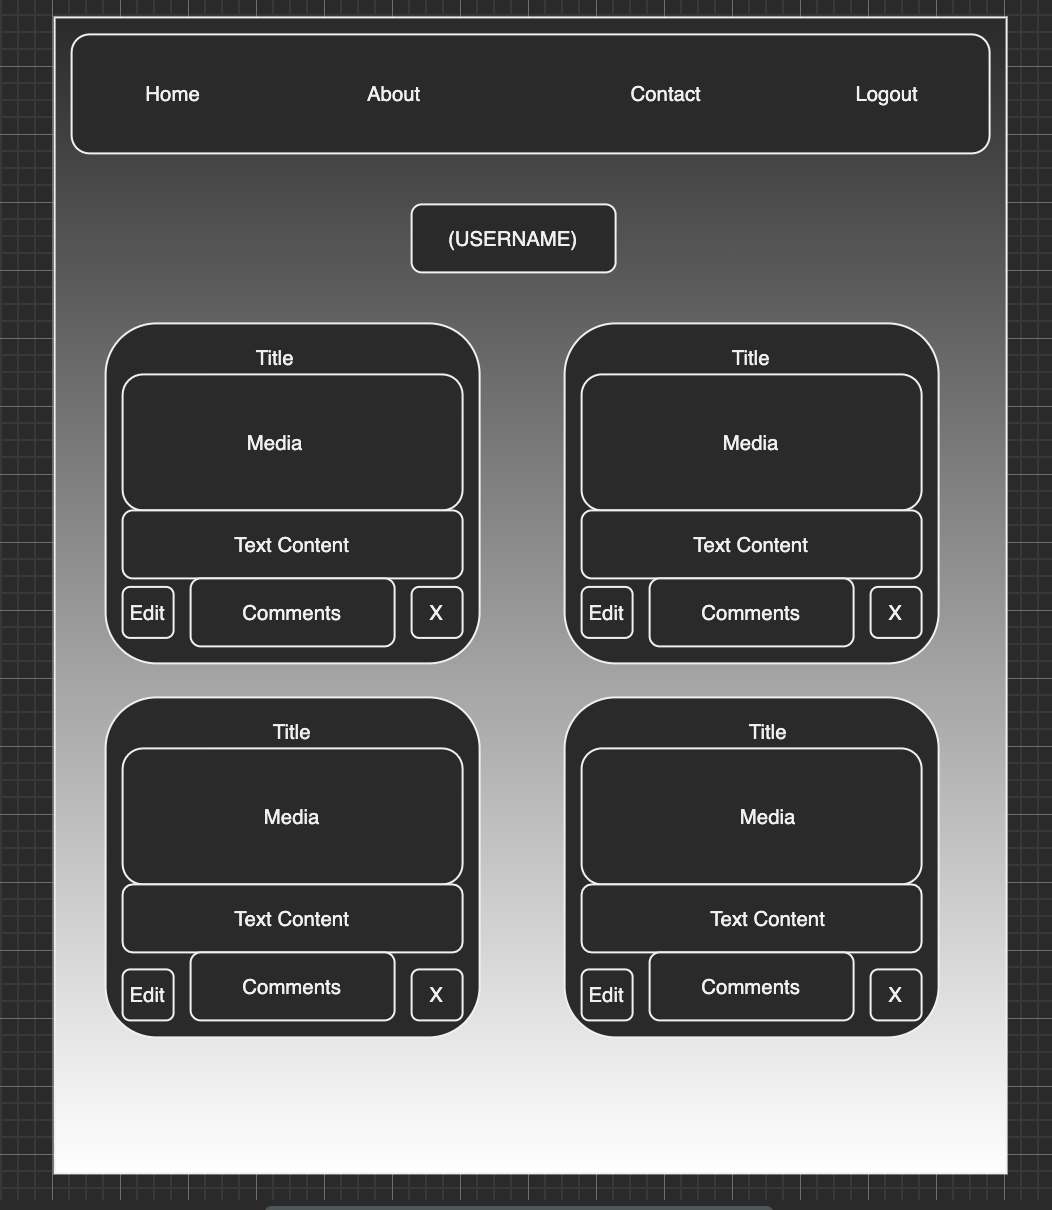 Home About Contact Logout
(USERNAME)
Title
Media
Text Content
Edit Comments X
Title
Media
Text Content
Edit Comments X
Title
Media
Text Content
Edit Comments X
Title
Media
Text Content
Edit Comments X